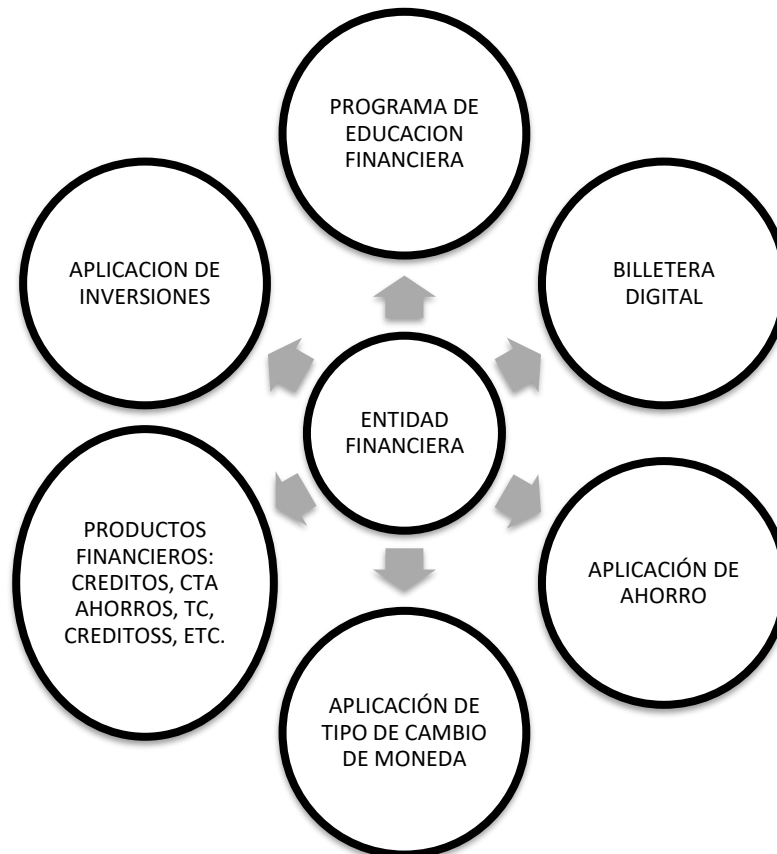 PROGRAMA DE
EDUCACION
FINANCIERA
APLICACION DE
INVERSIONES
BILLETERA
DIGITAL
ENTIDAD
FINANCIERA
PRODUCTOS
FINANCIEROS:
CREDITOS, CTA
AHORROS, TC,
CREDITOSS, ETC.
APLICACIÓN DE
AHORRO
APLICACIÓN DE
TIPO DE CAMBIO
DE MONEDA